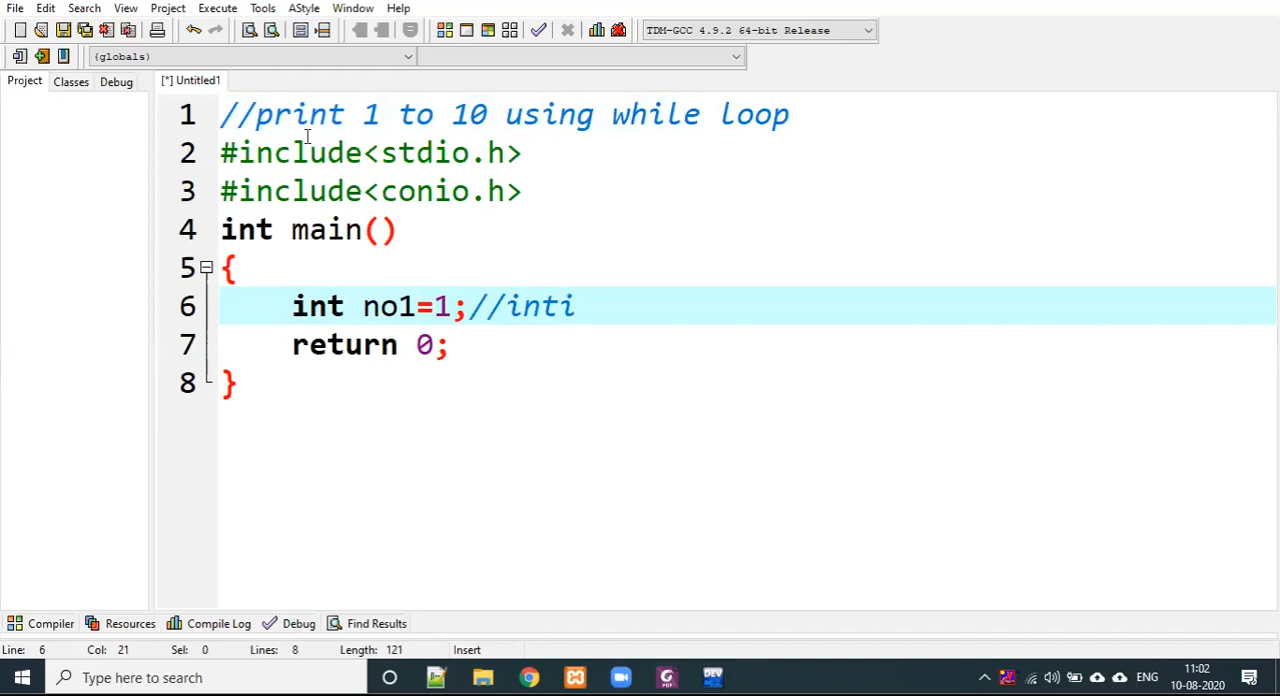 File Edit Search View Project Execute Tools AStyle Window Help
TDM-GCC 4.9.2 64-bit Release
(globals)
Project Classes Debug [*] Untitled1
1 //print 1 to 10 using while loop
2 #include<stdio.h>
3 #include<conio.h>
4 int main()
5 {
6 int no1=1;//inti
7 return 0;
8 }
Compiler Resources Compile Log Debug Find Results
Line: 6 Col: 21 Sel: 0 Lines: 8 Length: 121 Insert
Type here to search
DEV
ENG
11:02
10-08-2020